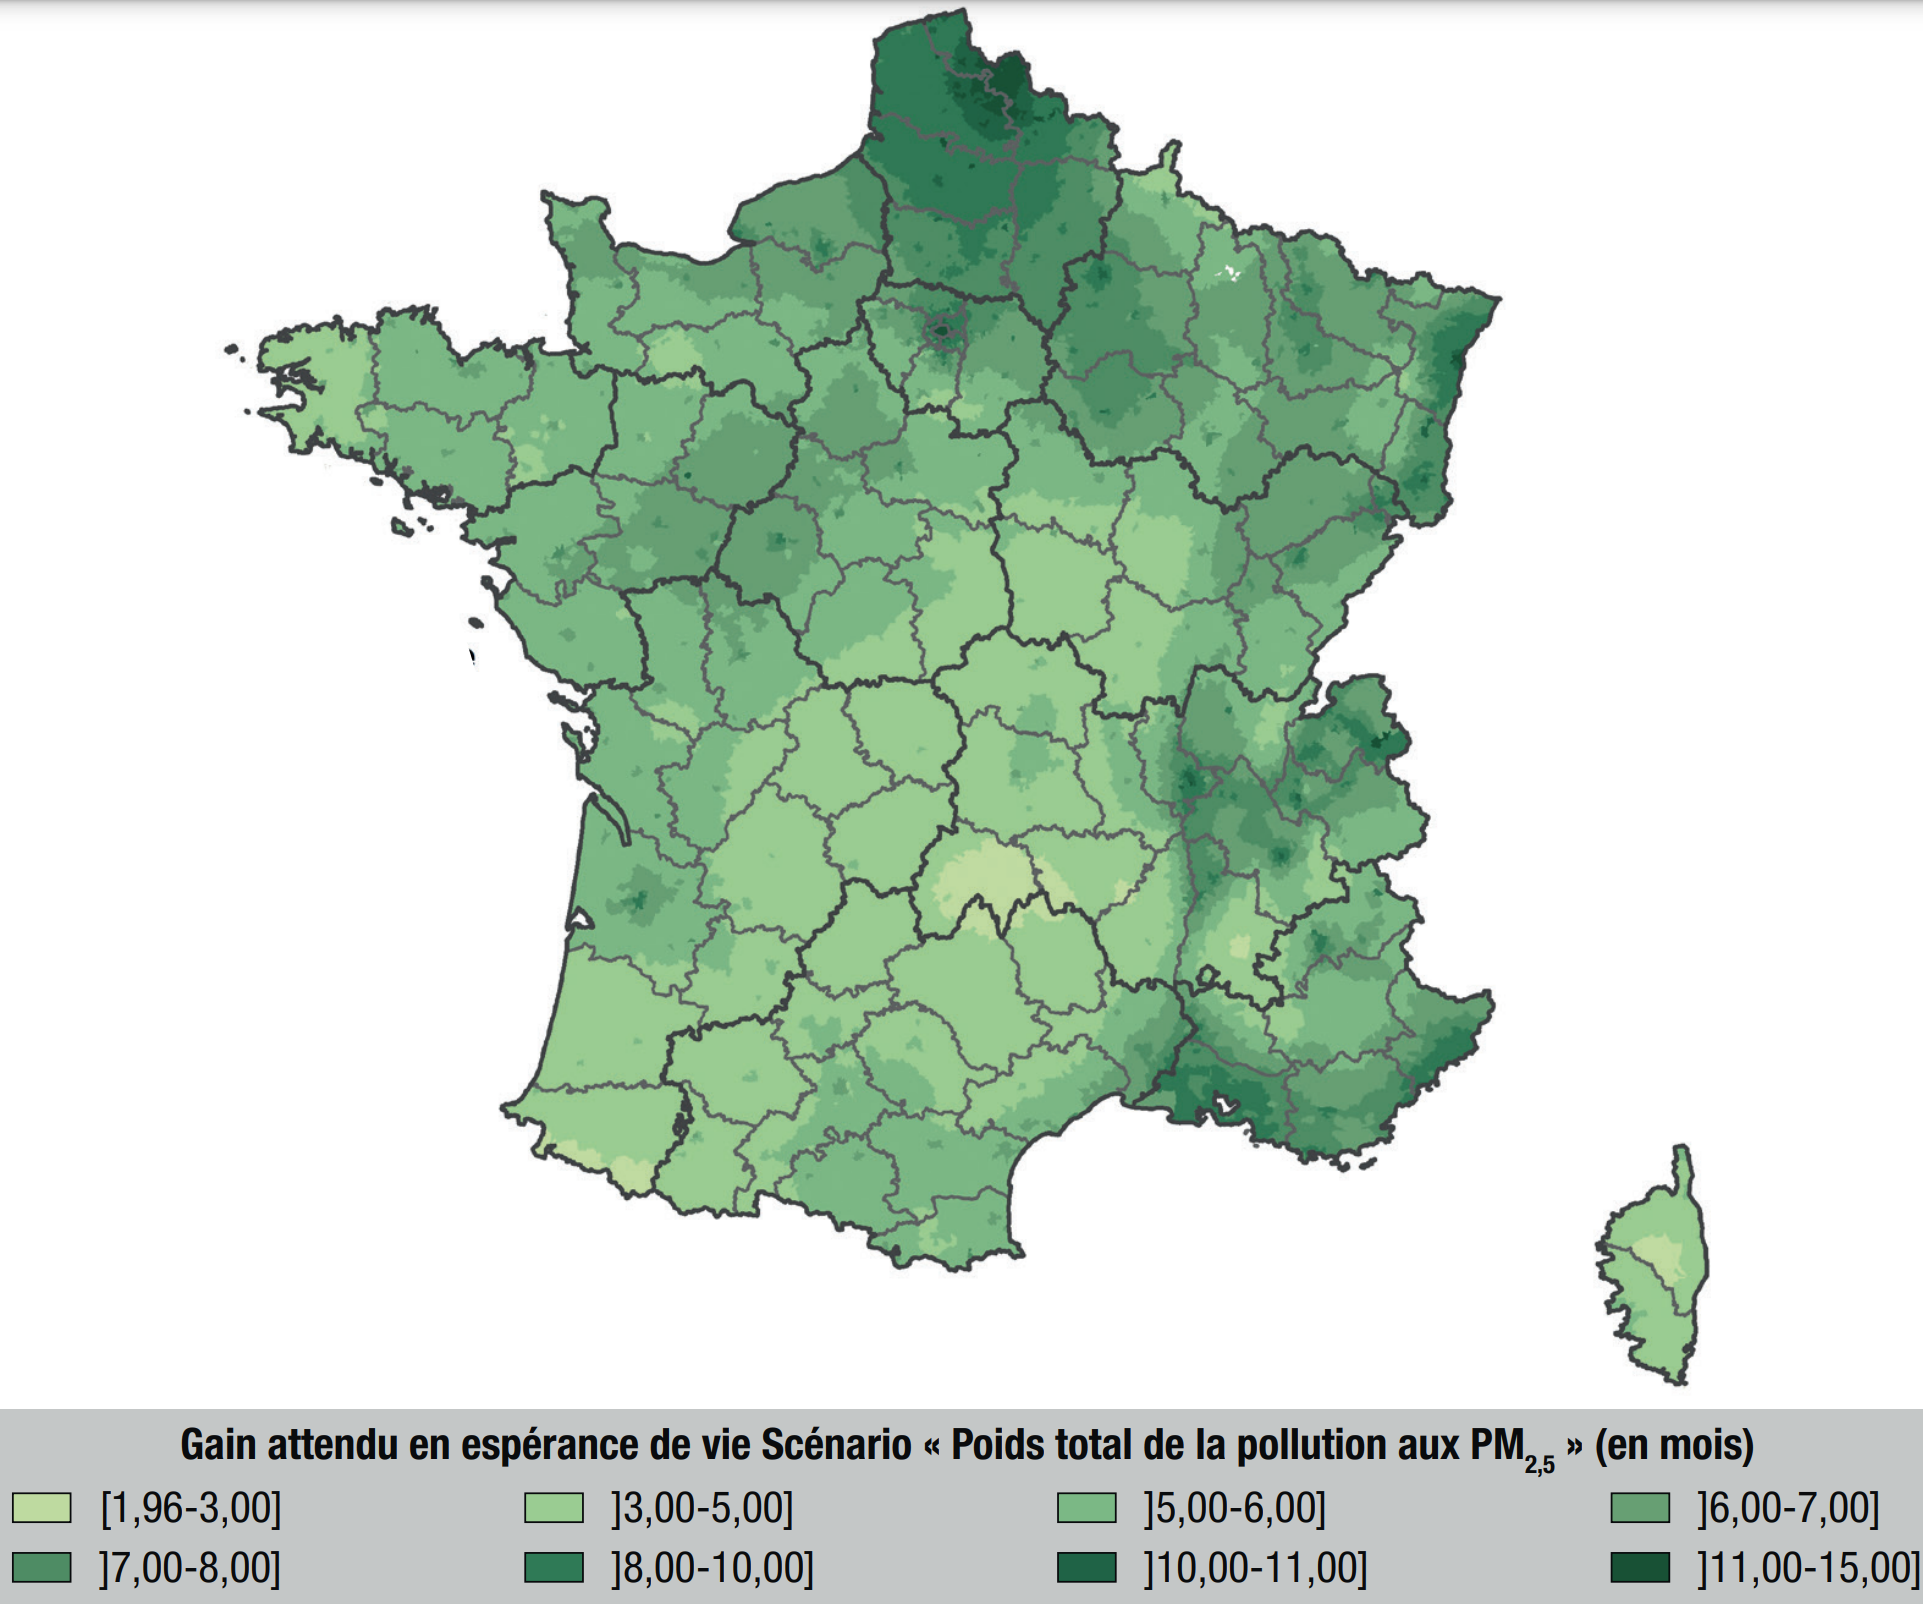 Gain attendu en espérance de vie Scénario « Poids total de la pollution aux PM2,5 » (en mois)
[1,96-3,00] ]3,00-5,00] ]5,00-6,00] ]6,00-7,00]
]7,00-8,00] ]8,00-10,00] ]10,00-11,00] ]11,00-15,00]